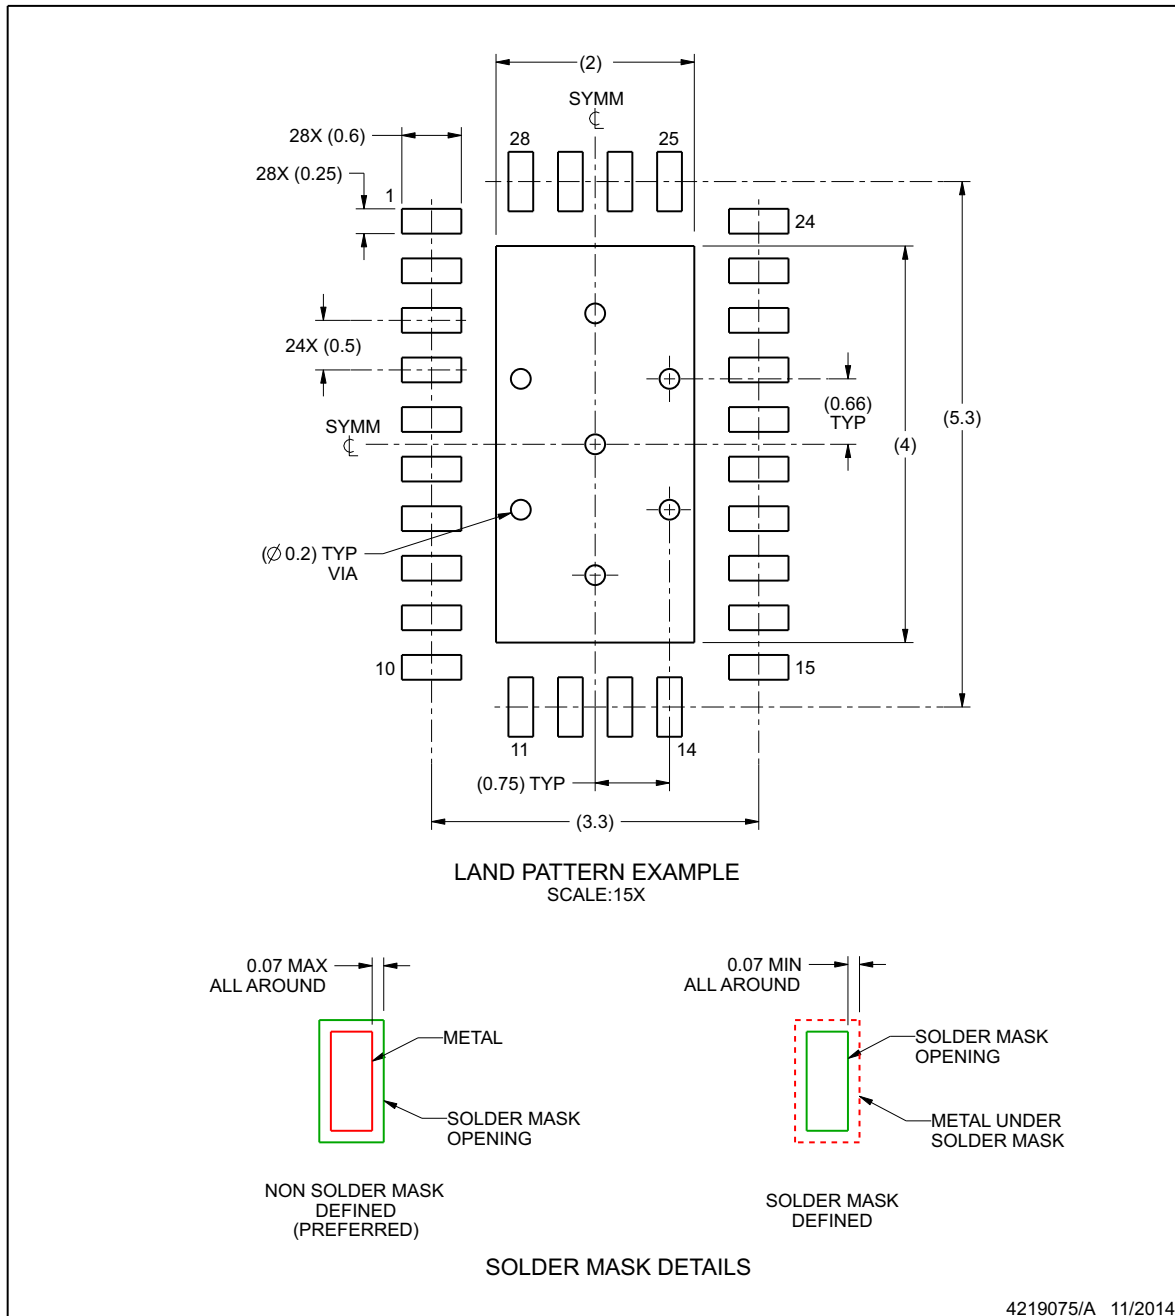 (2)
SYMM
28X (0.6)
28
25
28X (0.25)
1
24
24X (0.5)
(0.66)
TYP
(5.3)
SYMM
(4)
(Ø 0.2) TYP
VIA
10
15
11
14
(0.75) TYP
(3.3)
LAND PATTERN EXAMPLE
SCALE:15X
0.07 MAX
ALL AROUND
METAL
SOLDER MASK
OPENING
NON SOLDER MASK
DEFINED
(PREFERRED)
0.07 MIN
ALL AROUND
SOLDER MASK
OPENING
METAL UNDER
SOLDER MASK
SOLDER MASK
DEFINED
SOLDER MASK DETAILS
4219075/A 11/2014